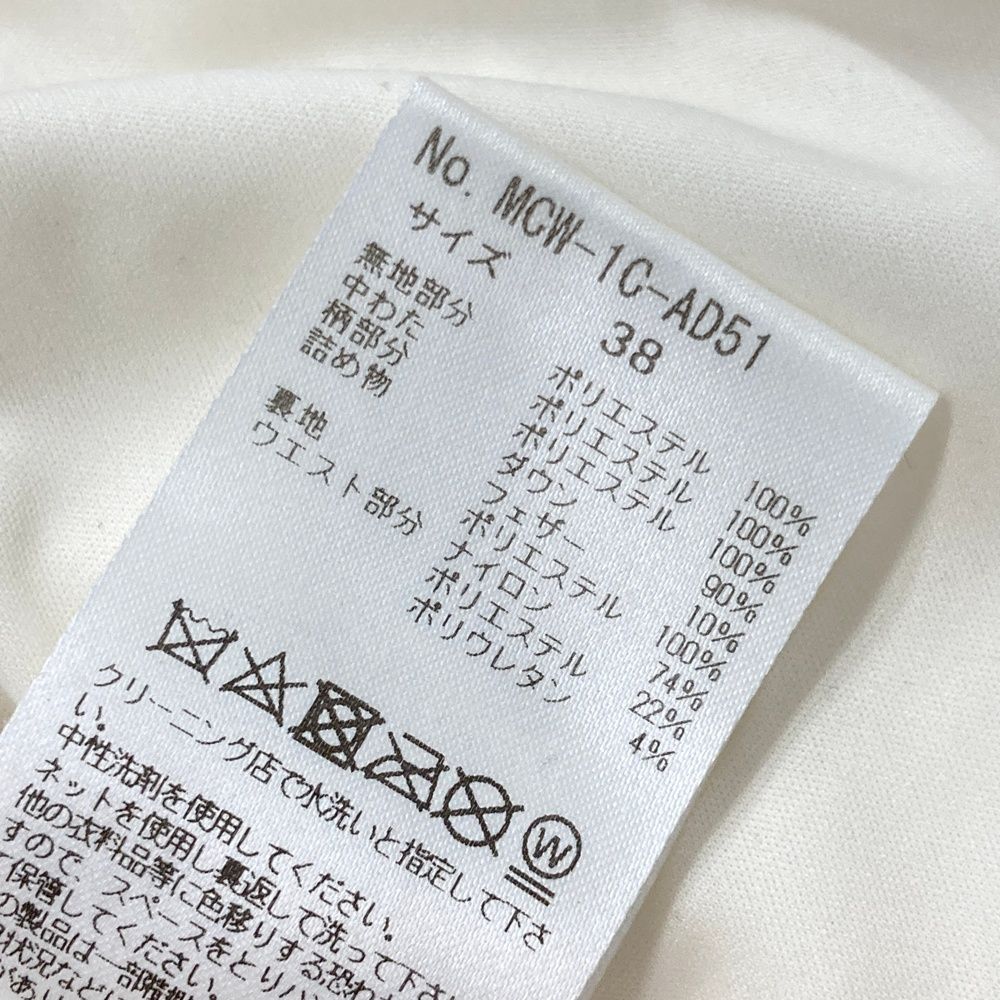 No. MCW-1C-AD51
サイズ 38
無地部分 ポリエステル 100%
中わた ポリエステル 100%
柄部分 ポリエステル 100%
詰め物 ダウン 90%
フェザー 10%
裏地 ポリエステル 100%
ウエスト部分 ナイロン 74%
ポリエステル 22%
ポリウレタン 4%
W
クリーニング店で水洗いと指定して下さ
い。
中性洗剤を使用してください。
ネットを使用し裏返して洗って下さ
他の衣料品等に色移りする恐れ
すので、スペースをとりハン
て保管してください。
の製品は一部
状況など